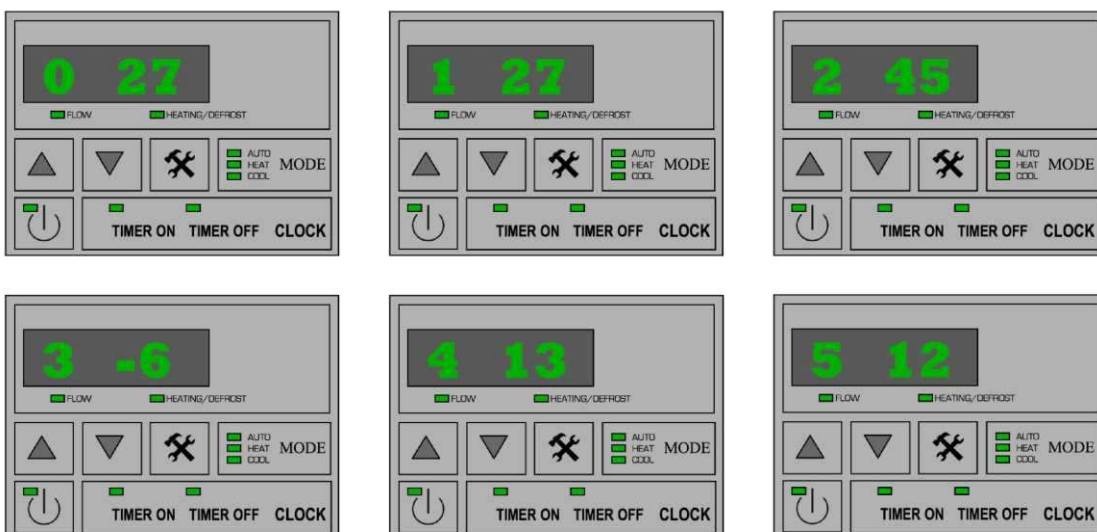 0 27
FLOW HEATING/DEFROST
AUTO
HEAT MODE
COOL
TIMER ON TIMER OFF CLOCK
1 27
FLOW HEATING/DEFROST
AUTO
HEAT MODE
COOL
TIMER ON TIMER OFF CLOCK
2 45
FLOW HEATING/DEFROST
AUTO
HEAT MODE
COOL
TIMER ON TIMER OFF CLOCK
3 -6
FLOW HEATING/DEFROST
AUTO
HEAT MODE
COOL
TIMER ON TIMER OFF CLOCK
4 13
FLOW HEATING/DEFROST
AUTO
HEAT MODE
COOL
TIMER ON TIMER OFF CLOCK
5 12
FLOW HEATING/DEFROST
AUTO
HEAT MODE
COOL
TIMER ON TIMER OFF CLOCK